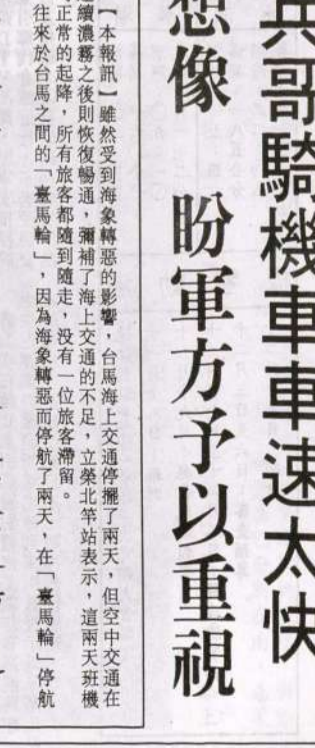 兵哥騎機車車速太快
想像 盼軍方予以重視
【本報訊】雖然受到海象轉惡的影響，台馬海上交通停擺了兩天，但空中交通在
續濃霧之後則恢復暢通，彌補了海上交通的不足，立榮北竿站表示，這兩天班機
正常的起降，所有旅客都隨到隨走，没有一位旅客滯留。
往來於台馬之間的「臺馬輪」，因為海象轉惡而停航了兩天，在「臺馬輪」停航